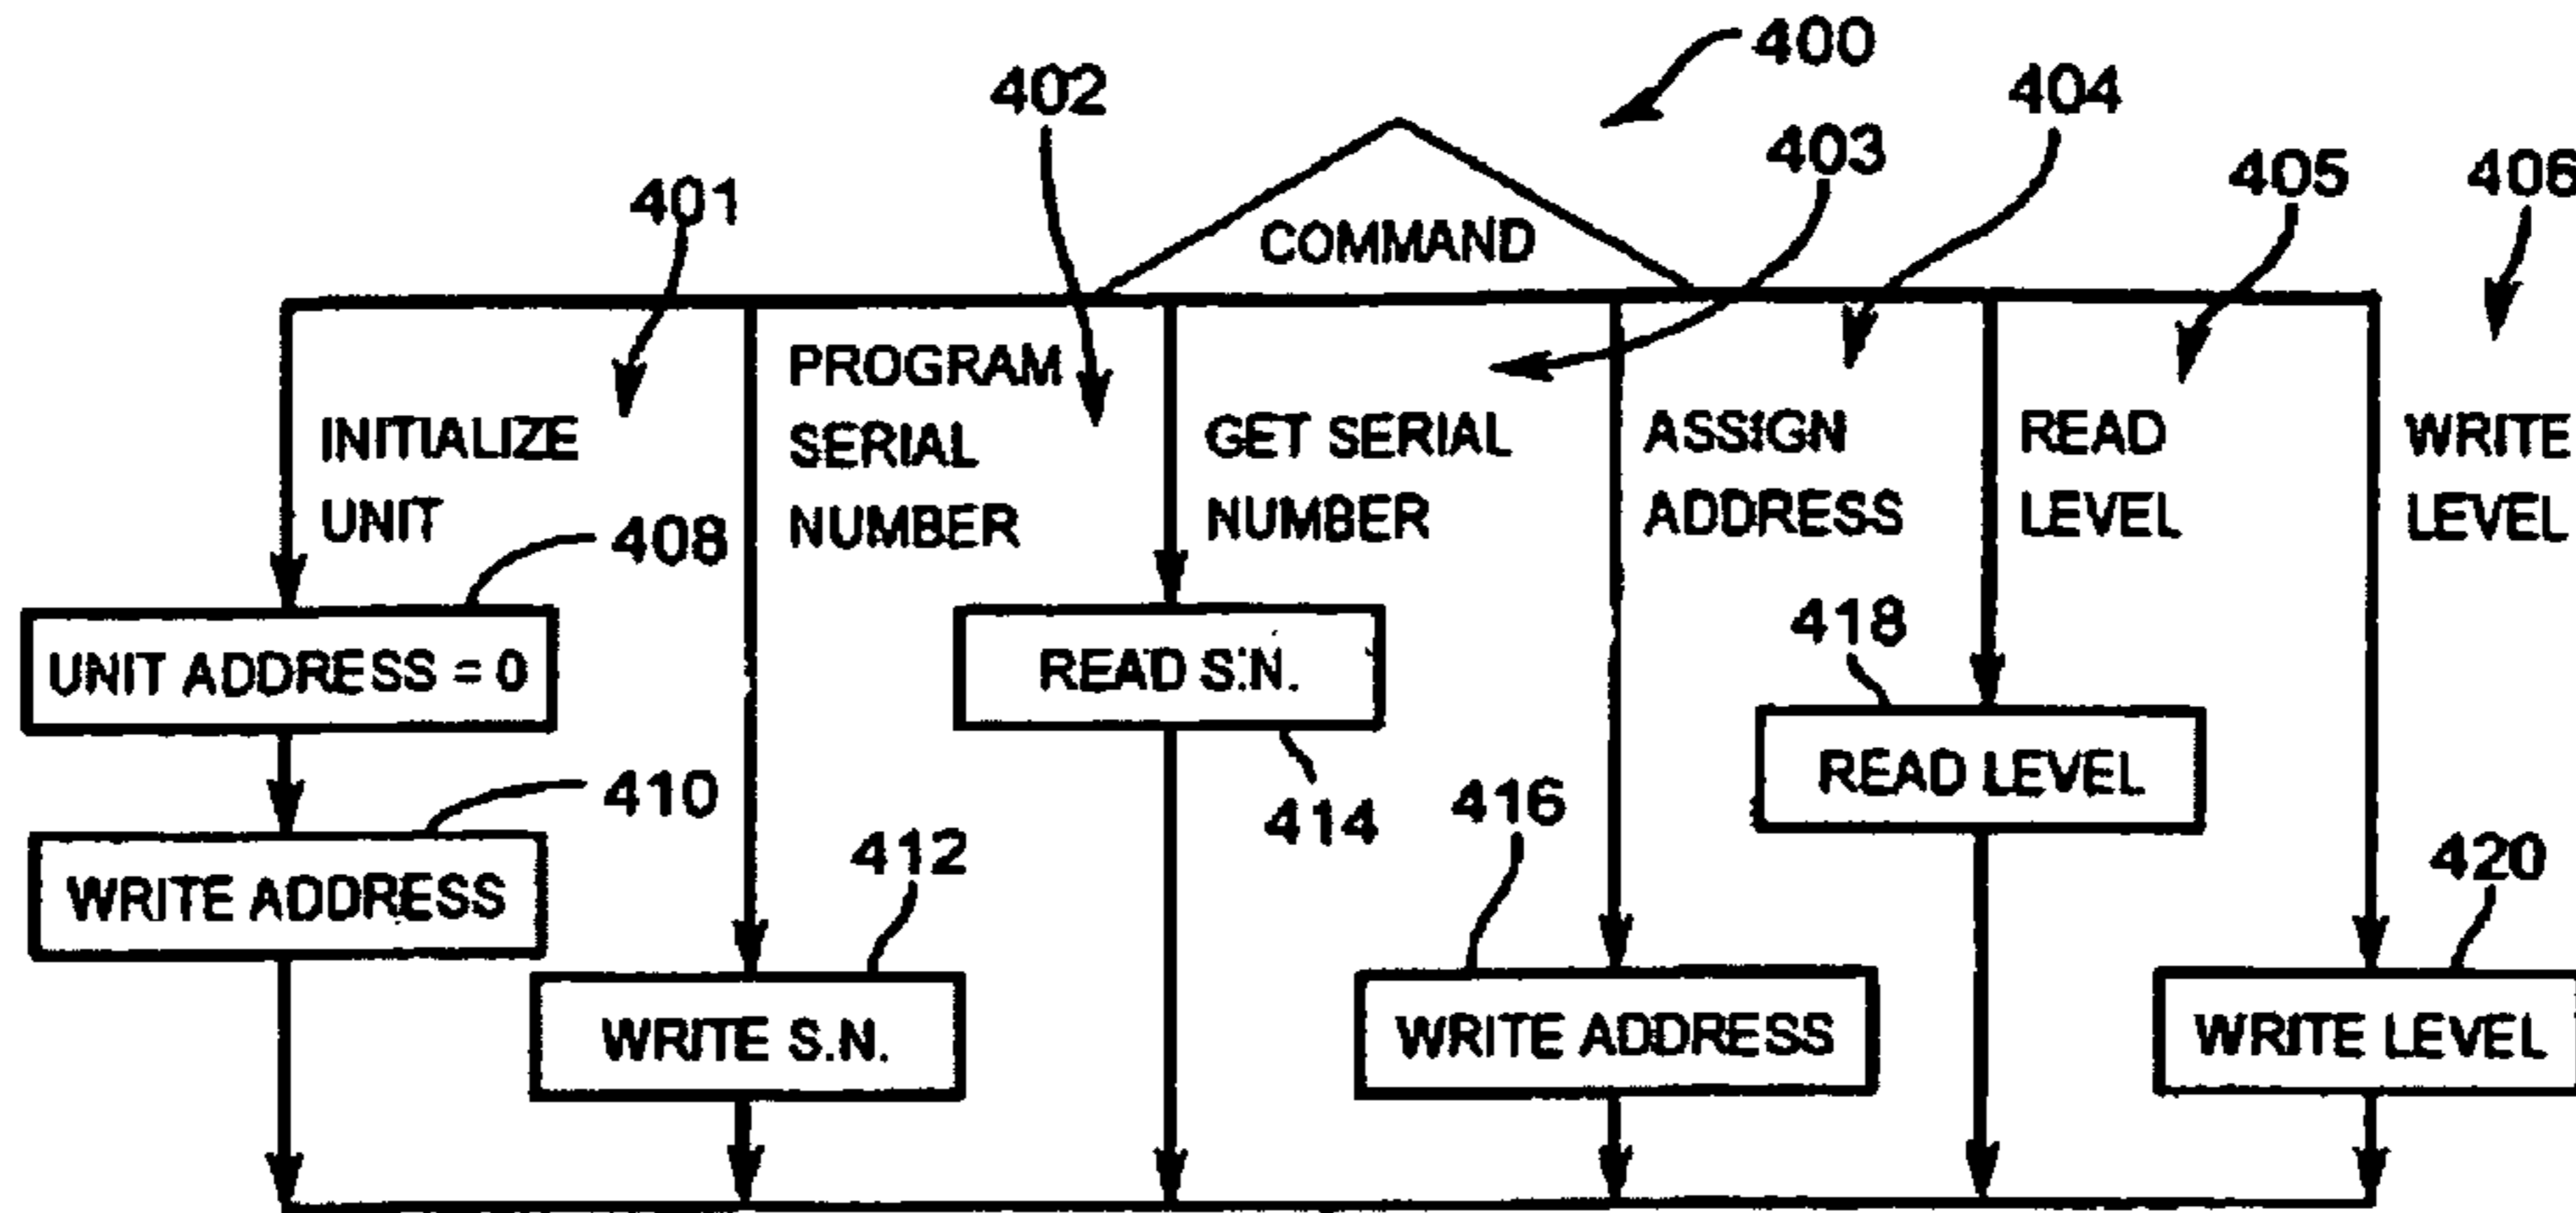 400
402
404
403
405
406
401
COMMAND
INITIALIZE
UNIT
PROGRAM
SERIAL
NUMBER
GET SERIAL
NUMBER
ASSIGN
ADDRESS
READ
LEVEL
WRITE
LEVEL
408
UNIT ADDRESS = 0
READ S.N.
418
READ LEVEL
410
414
416
412
420
WRITE ADDRESS
WRITE S.N.
WRITE ADDRESS
WRITE LEVEL